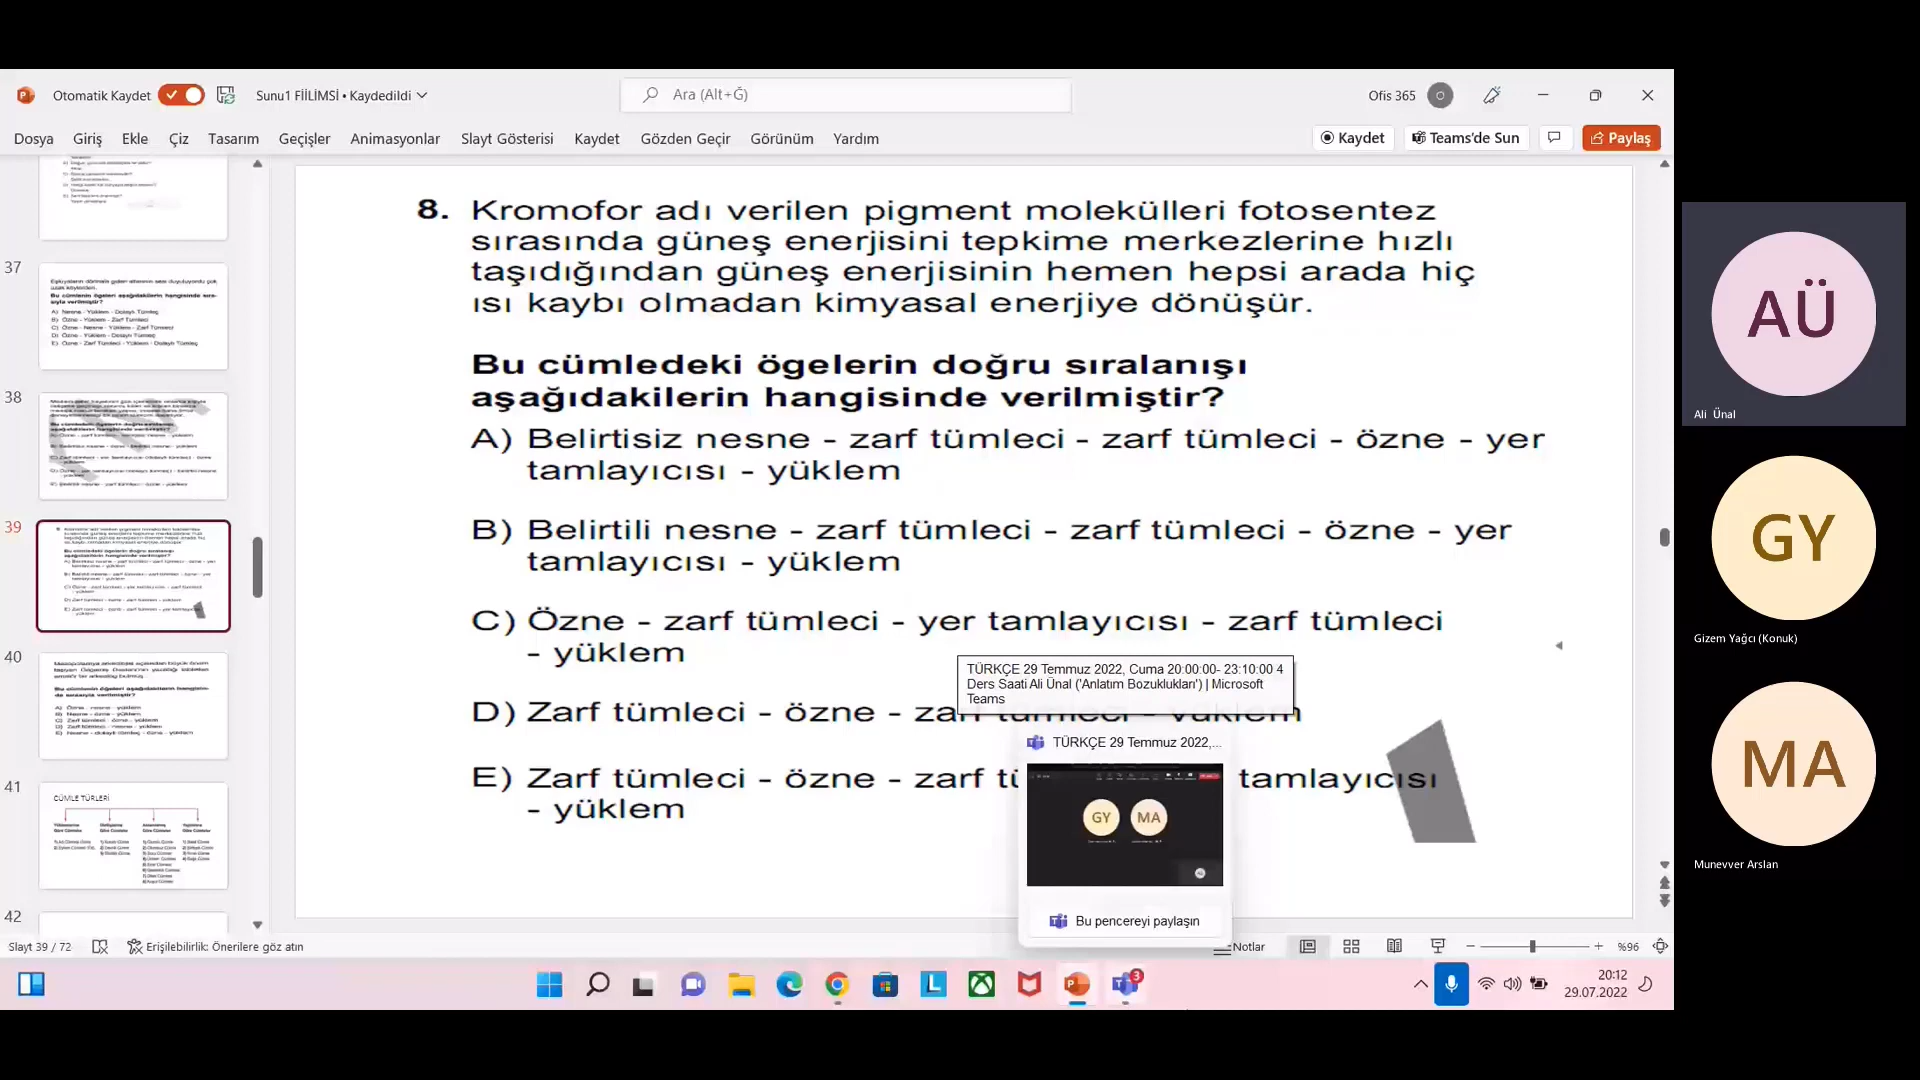 Otomatik Kaydet
Sunu1 FİİLİMSİ • Kaydedildi
Ara (Alt+Ğ)
Ofis 365
Dosya Giriş Ekle Çiz Tasarım Geçişler Animasyonlar Slayt Gösterisi Kaydet Gözden Geçir Görünüm Yardım
Kaydet
Teams'de Sun
Paylaş
37
38
39
40
41
CÜMLE TÜRLERİ
42
8. Kromofor adı verilen pigment molekülleri fotosentez
sırasında güneş enerjisini tepkime merkezlerine hızlı
taşıdığından güneş enerjisinin hemen hepsi arada hiç
ısı kaybı olmadan kimyasal enerjiye dönüşür.
Bu cümledeki ögelerin doğru sıralanışı
aşağıdakilerin hangisinde verilmiştir?
A) Belirtisiz nesne - zarf tümleci - zarf tümleci - özne - yer
tamlayıcısı - yüklem
B) Belirtili nesne - zarf tümleci - zarf tümleci - özne - yer
tamlayıcısı - yüklem
C) Özne - zarf tümleci - yer tamlayıcısı - zarf tümleci
- yüklem
D) Zarf tümleci - özne - zarf tümleci - yüklem
E) Zarf tümleci - özne - zarf tü
tamlayıcısı
- yüklem
TÜRKÇE 29 Temmuz 2022, Cuma 20:00:00- 23:10:00 4
Ders Saati Ali Ünal ('Anlatım Bozuklukları') | Microsoft
Teams
TÜRKÇE 29 Temmuz 2022,...
GY MA
Bu pencereyi paylaşın
Slayt 39 / 72
Erişilebilirlik: Önerilere göz atın
Notlar
%96
3
20:12
29.07.2022
AÜ
Ali Ünal
GY
Gizem Yağcı (Konuk)
MA
Munevver Arslan